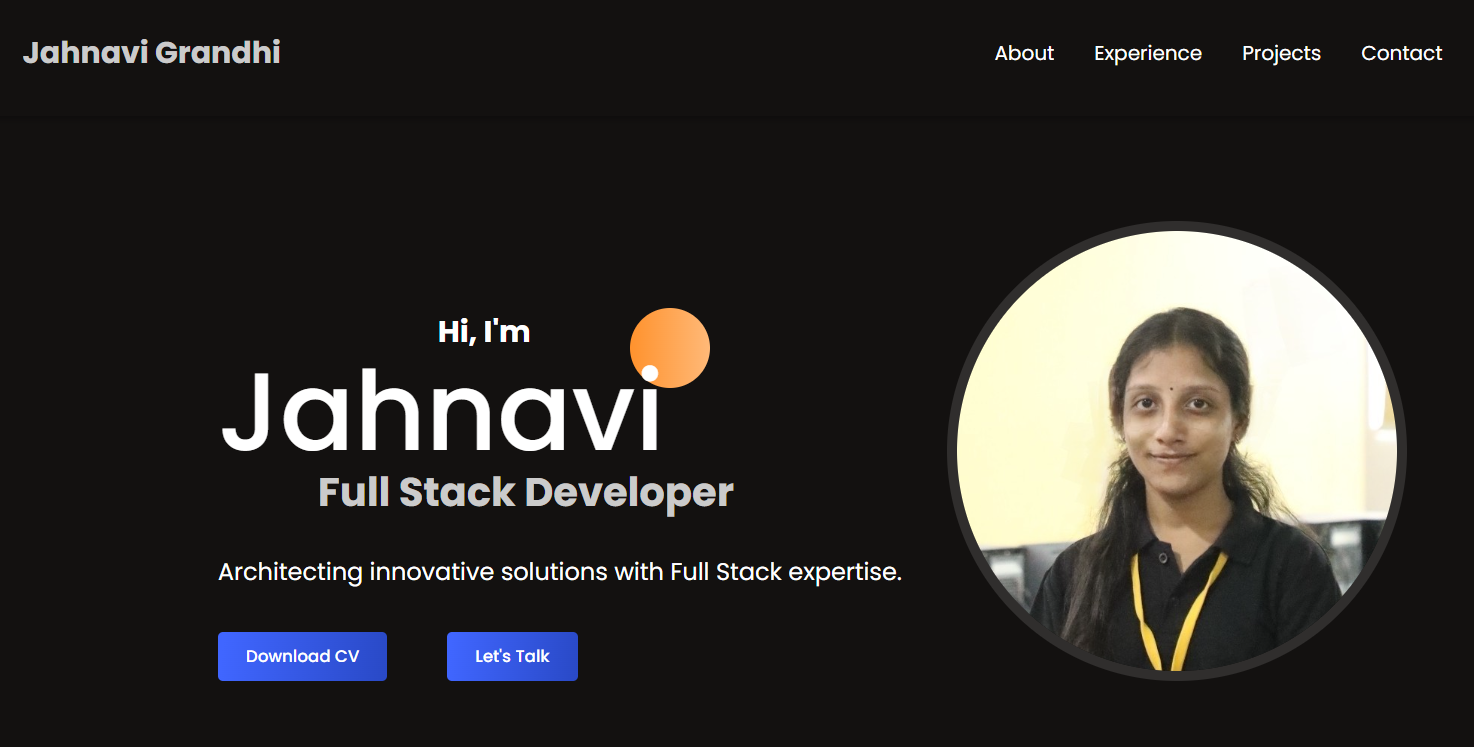 Jahnavi Grandhi
About Experience Projects Contact
Hi, I'm
Jahnavi
Full Stack Developer
Architecting innovative solutions with Full Stack expertise.
Download CV Let's Talk